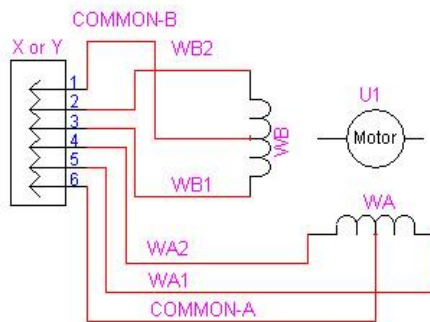 COMMON-B
X or Y
WB2
1
2
3
4
5
6
WB
U1
Motor
WB1
WA
WA2
WA1
COMMON-A